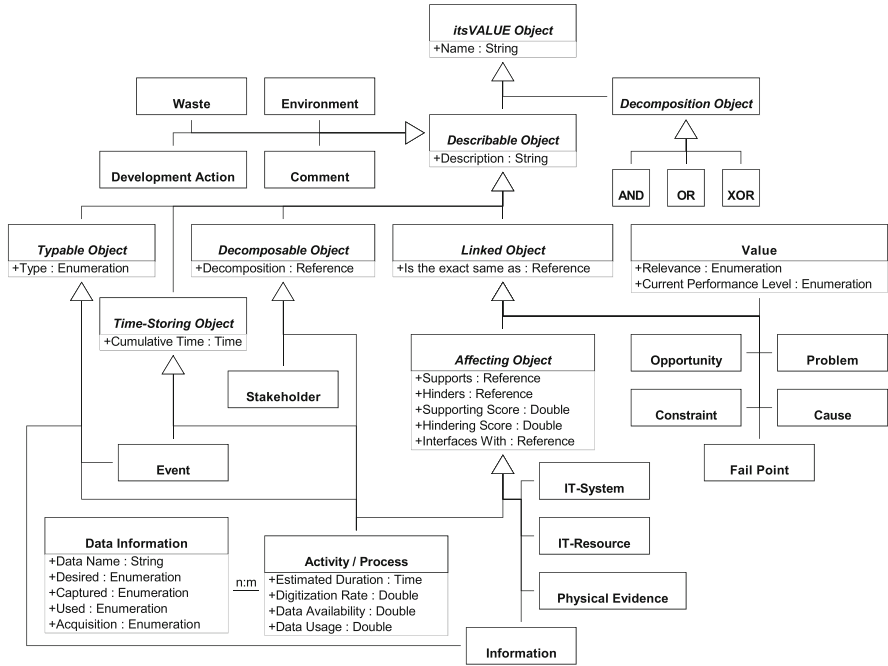 itsVALUE Object
+Name : String
Waste
Environment
Decomposition Object
Describable Object
+Description : String
Development Action
Comment
AND
OR
XOR
Typable Object
+Type : Enumeration
Decomposable Object
+Decomposition : Reference
Linked Object
+Is the exact same as : Reference
Value
+Relevance : Enumeration
+Current Performance Level : Enumeration
Time-Storing Object
+Cumulative Time : Time
Affecting Object
+Supports : Reference
+Hinders : Reference
+Supporting Score : Double
+Hindering Score : Double
+Interfaces With : Reference
Opportunity
Problem
Stakeholder
Constraint
Cause
Event
Fail Point
IT-System
IT-Resource
Physical Evidence
Data Information
+Data Name : String
+Desired : Enumeration
+Captured : Enumeration
+Used : Enumeration
+Acquisition : Enumeration
n:m
Activity / Process
+Estimated Duration : Time
+Digitization Rate : Double
+Data Availability : Double
+Data Usage : Double
Information